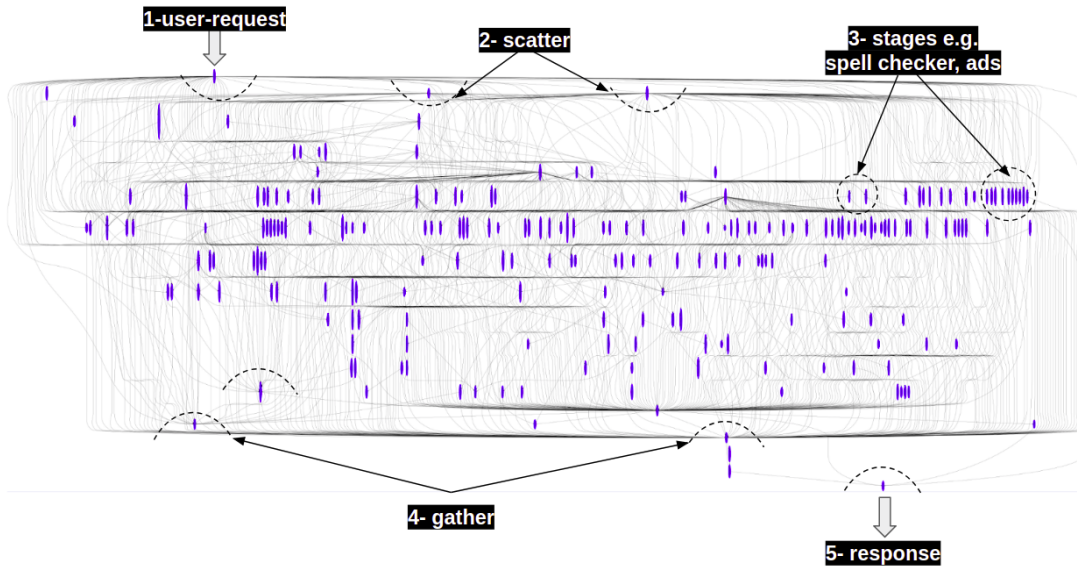 1-user-request
2- scatter
3- stages e.g.
spell checker, ads
4- gather
5- response